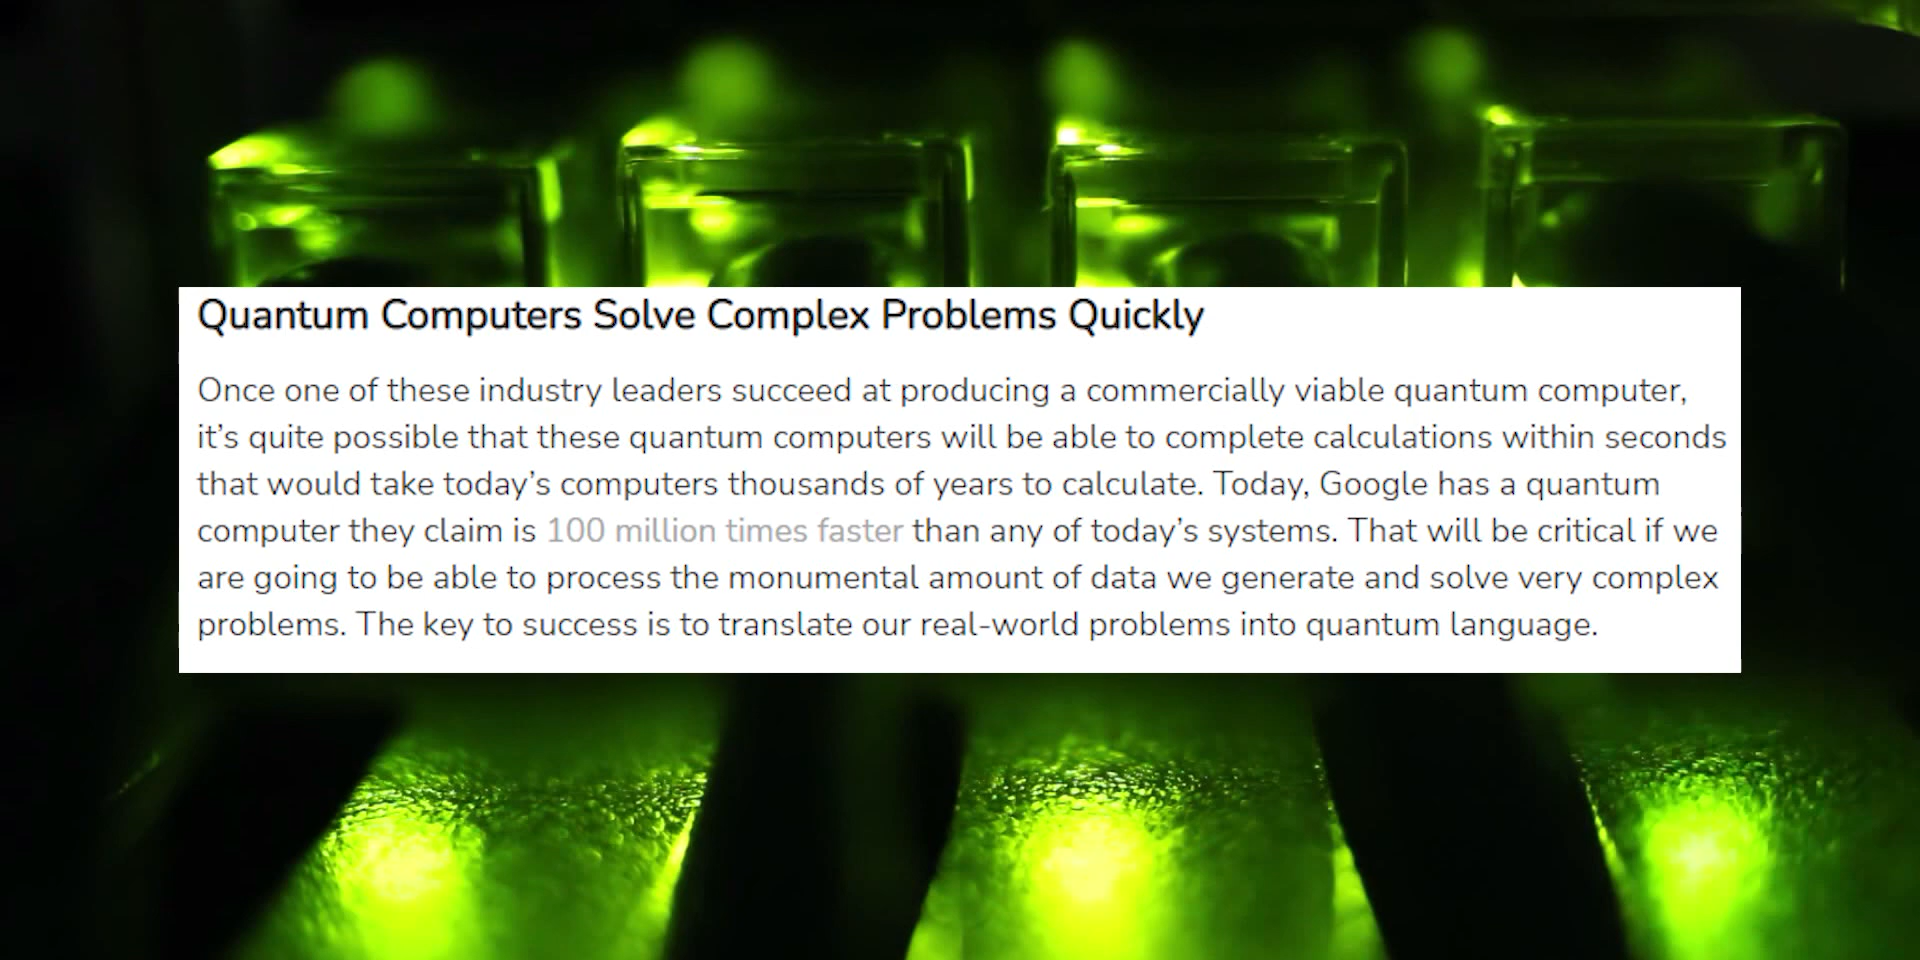 Quantum Computers Solve Complex Problems Quickly
Once one of these industry leaders succeed at producing a commercially viable quantum computer,
it’s quite possible that these quantum computers will be able to complete calculations within seconds
that would take today’s computers thousands of years to calculate. Today, Google has a quantum
computer they claim is 100 million times faster than any of today’s systems. That will be critical if we
are going to be able to process the monumental amount of data we generate and solve very complex
problems. The key to success is to translate our real-world problems into quantum language.